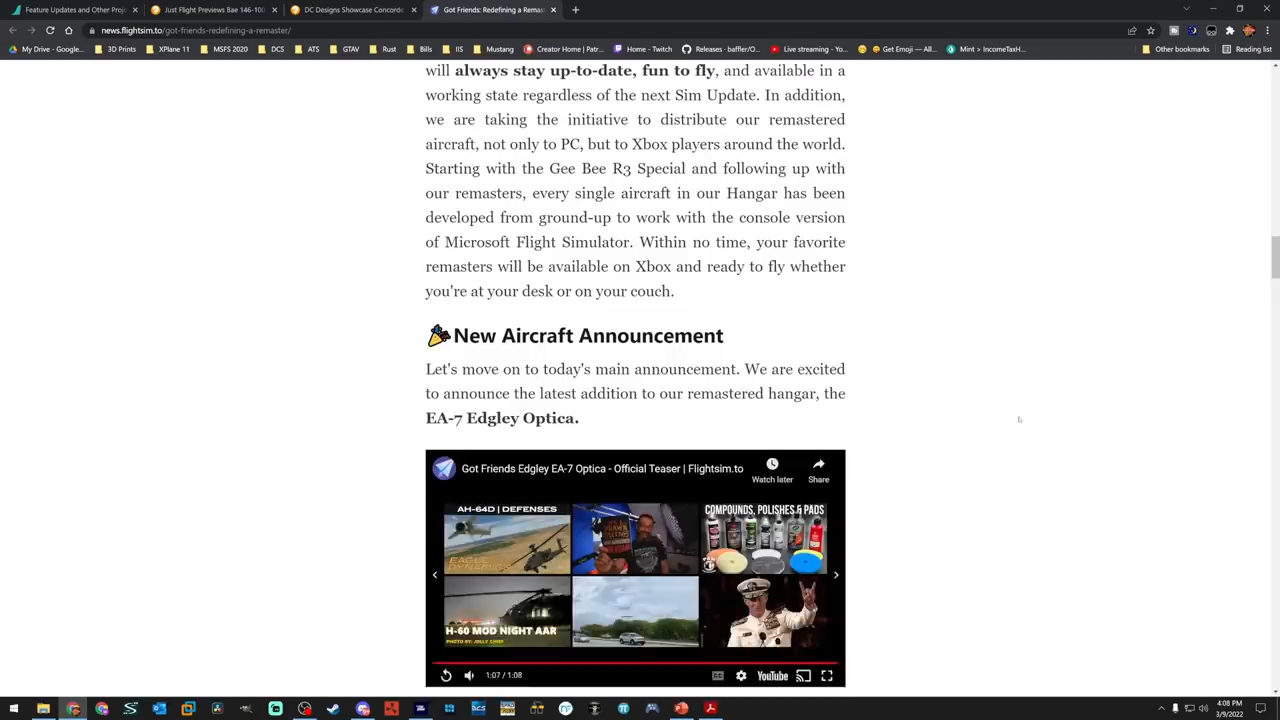 Feature Updates and Other Proj
Just Flight Previews Bae 146-100
DC Designs Showcase Concorde
Got Friends: Redefining a Remas
news.flightsim.to/got-friends-redefining-a-remaster/
My Drive - Google...
3D Prints
XPlane 11
MSFS 2020
DCS
ATS
GTAV
Rust
Bills
IIS
Mustang
Creator Home | Pat...
Home - Twitch
Releases · baffler/O...
Live streaming - Yo...
Get Emoji — All...
Mint > IncomeTaxH...
Other bookmarks
Reading list
will always stay up-to-date, fun to fly, and available in a
working state regardless of the next Sim Update. In addition,
we are taking the initiative to distribute our remastered
aircraft, not only to PC, but to Xbox players around the world.
Starting with the Gee Bee R3 Special and following up with
our remasters, every single aircraft in our Hangar has been
developed from ground-up to work with the console version
of Microsoft Flight Simulator. Within no time, your favorite
remasters will be available on Xbox and ready to fly whether
you're at your desk or on your couch.
New Aircraft Announcement
Let's move on to today's main announcement. We are excited
to announce the latest addition to our remastered hangar, the
EA-7 Edgley Optica.
Got Friends Edgley EA-7 Optica - Official Teaser | Flightsim.to
Watch later
Share
AH-64D | DEFENSES
COMPOUNDS, POLISHES & PADS
EAGLE
DYNAMICS
H-60 MOD NIGHT AAR
PHOTO BY: JOLLY_CHIEF
1:07 / 1:08
CC
YouTube
4:08 PM
3/9/2022